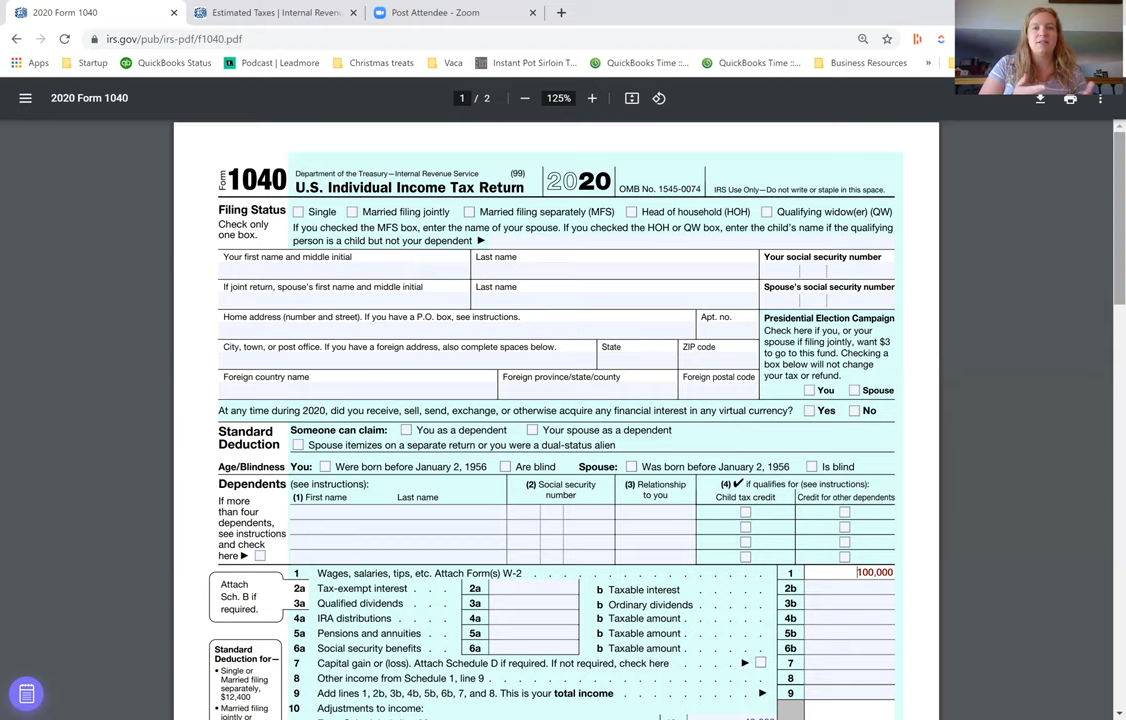 2020 Form 1040
Estimated Taxes | Internal Reven
Post Attendee - Zoom
irs.gov/pub/irs-pdf/f1040.pdf
Apps
Startup
QuickBooks Status
Podcast | Leadmore
Christmas treats
Vaca
Instant Pot Sirloin T...
QuickBooks Time ::...
QuickBooks Time ::...
Business Resources
»
2020 Form 1040
1 / 2
125%
Form 1040
Department of the Treasury—Internal Revenue Service (99)
U.S. Individual Income Tax Return
2020
OMB No. 1545-0074
IRS Use Only—Do not write or staple in this space.
Filing Status
Check only
one box.
Single
Married filing jointly
Married filing separately (MFS)
Head of household (HOH)
Qualifying widow(er) (QW)
If you checked the MFS box, enter the name of your spouse. If you checked the HOH or QW box, enter the child's name if the qualifying
person is a child but not your dependent ▶
Your first name and middle initial
Last name
Your social security number
If joint return, spouse's first name and middle initial
Last name
Spouse's social security number
Home address (number and street). If you have a P.O. box, see instructions.
Apt. no.
City, town, or post office. If you have a foreign address, also complete spaces below.
State
ZIP code
Foreign country name
Foreign province/state/county
Foreign postal code
Presidential Election Campaign
Check here if you, or your
spouse if filing jointly, want $3
to go to this fund. Checking a
box below will not change
your tax or refund.
You
Spouse
At any time during 2020, did you receive, sell, send, exchange, or otherwise acquire any financial interest in any virtual currency?
Yes
No
Standard
Deduction
Someone can claim:
You as a dependent
Your spouse as a dependent
Spouse itemizes on a separate return or you were a dual-status alien
Age/Blindness You:
Were born before January 2, 1956
Are blind
Spouse:
Was born before January 2, 1956
Is blind
Dependents (see instructions):
If more
than four
dependents,
see instructions
and check
here ▶
(1) First name
Last name
(2) Social security
number
(3) Relationship
to you
(4) ✔ if qualifies for (see instructions):
Child tax credit
Credit for other dependents
Attach
Sch. B if
required.
1 Wages, salaries, tips, etc. Attach Form(s) W-2 . . . . . . . . . . . . . . . 1 100,000
2a Tax-exempt interest . . . 2a b Taxable interest 2b
3a Qualified dividends . . . 3a b Ordinary dividends . . . . . 3b
4a IRA distributions . . . . 4a b Taxable amount . . . . . . 4b
5a Pensions and annuities . . 5a b Taxable amount . . . . . . 5b
6a Social security benefits . . 6a b Taxable amount . . . . . . 6b
7 Capital gain or (loss). Attach Schedule D if required. If not required, check here . . . . ▶ 7
8 Other income from Schedule 1, line 9 . . . . . . . . . . . . . . . . . . 8
9 Add lines 1, 2b, 3b, 4b, 5b, 6b, 7, and 8. This is your total income . . . . . . . . . ▶ 9
10 Adjustments to income:
Standard
Deduction for—
• Single or
Married filing
separately,
$12,400
• Married filing
jointly or